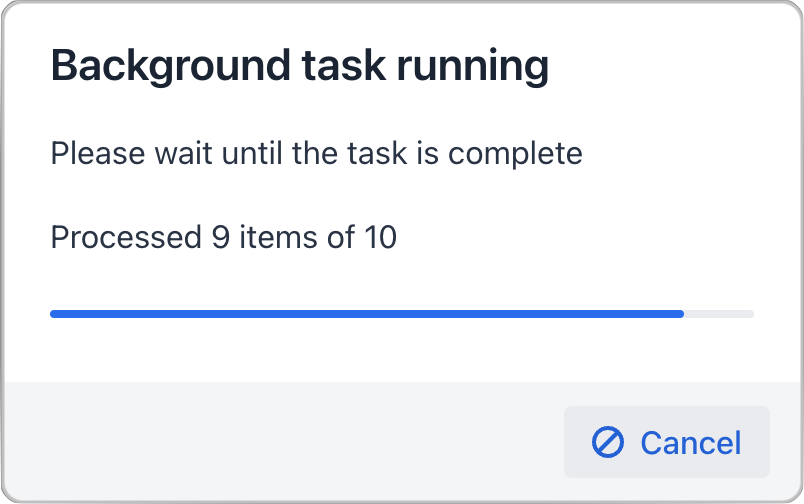 Background task running
Please wait until the task is complete
Processed 9 items of 10
Cancel